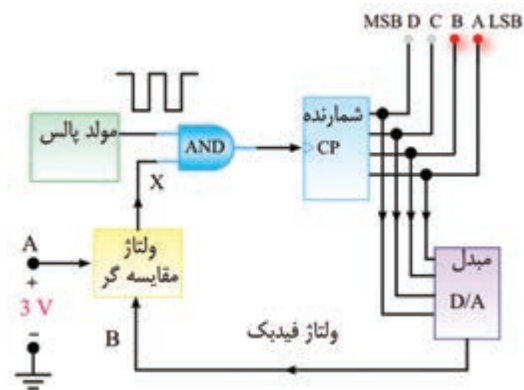 MSB D C B A LSB
مولد پالس
AND
شمارنده
CP
X
A
+
3 V
-
ولتاژ
مقایسه گر
B
ولتاژ فیدبک
مبدل
D/A